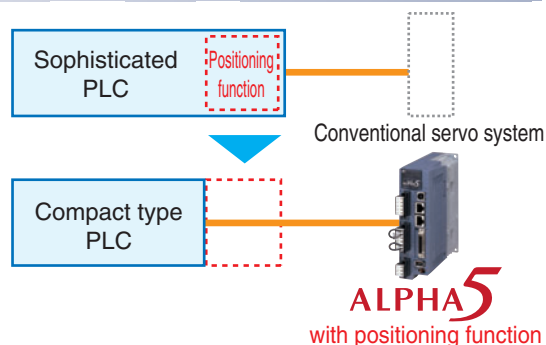 Sophisticated
PLC
Positioning
function
Conventional servo system
Compact type
PLC
ALPHA5
with positioning function